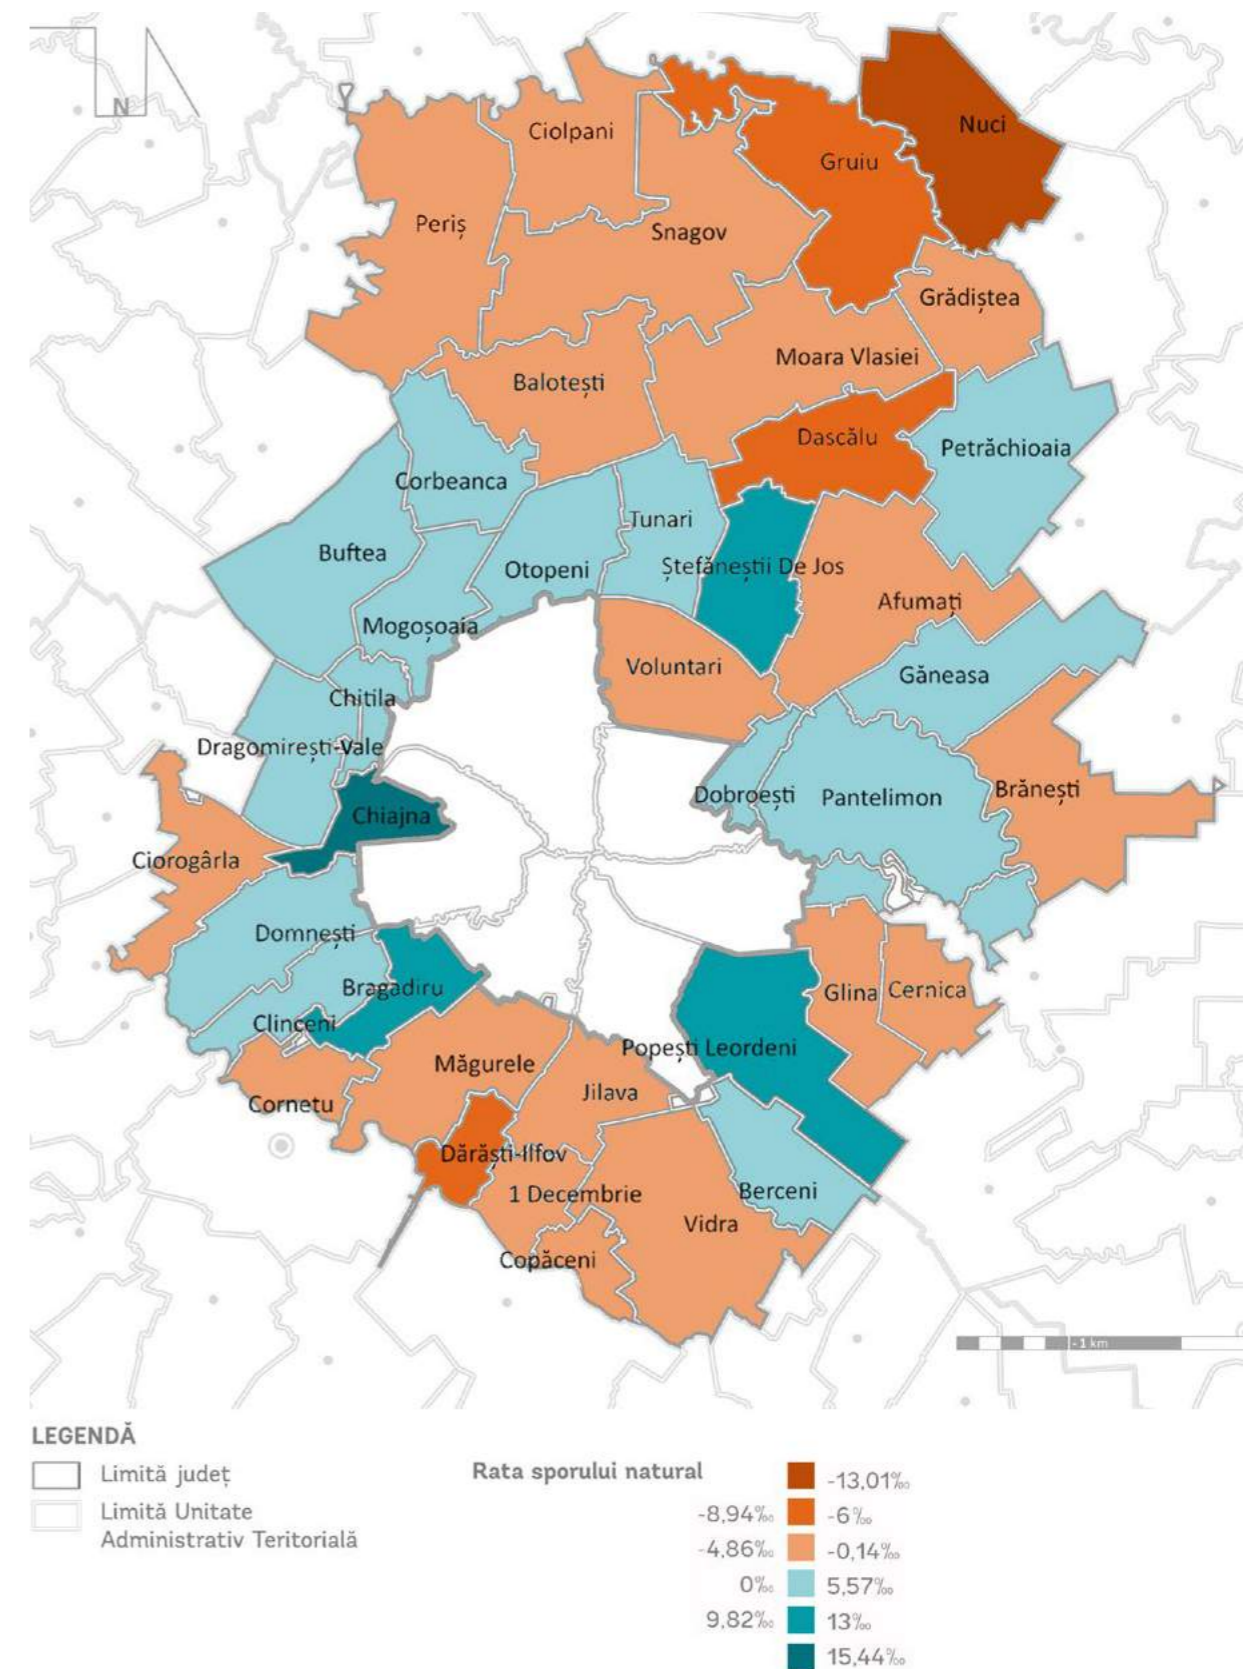 N
Nuci
Ciolpani
Gruiu
Periș
Snagov
Grădiștea
Moara Vlasiei
Balotești
Dascălu
Petrăchioaia
Corbeanca
Tunari
Buftea
Otopeni
Ștefăneștii De Jos
Afumați
Mogoșoaia
Voluntari
Găneasa
Chitila
Dragomirești-Vale
Dobroești
Pantelimon
Brănești
Chiajna
Ciorogârla
Domnești
Bragadiru
Glina
Cernica
Clinceni
Popești Leordeni
Măgurele
Jilava
Cornetu
Dărăști-Ilfov
1 Decembrie
Berceni
Vidra
Copăceni
1 km
LEGENDĂ
Limită județ
Limită Unitate
Administrativ Teritorială
Rata sporului natural
-13,01‰
-8,94‰ -6‰
-4,86‰ -0,14‰
0‰ 5,57‰
9,82‰ 13‰
15,44‰